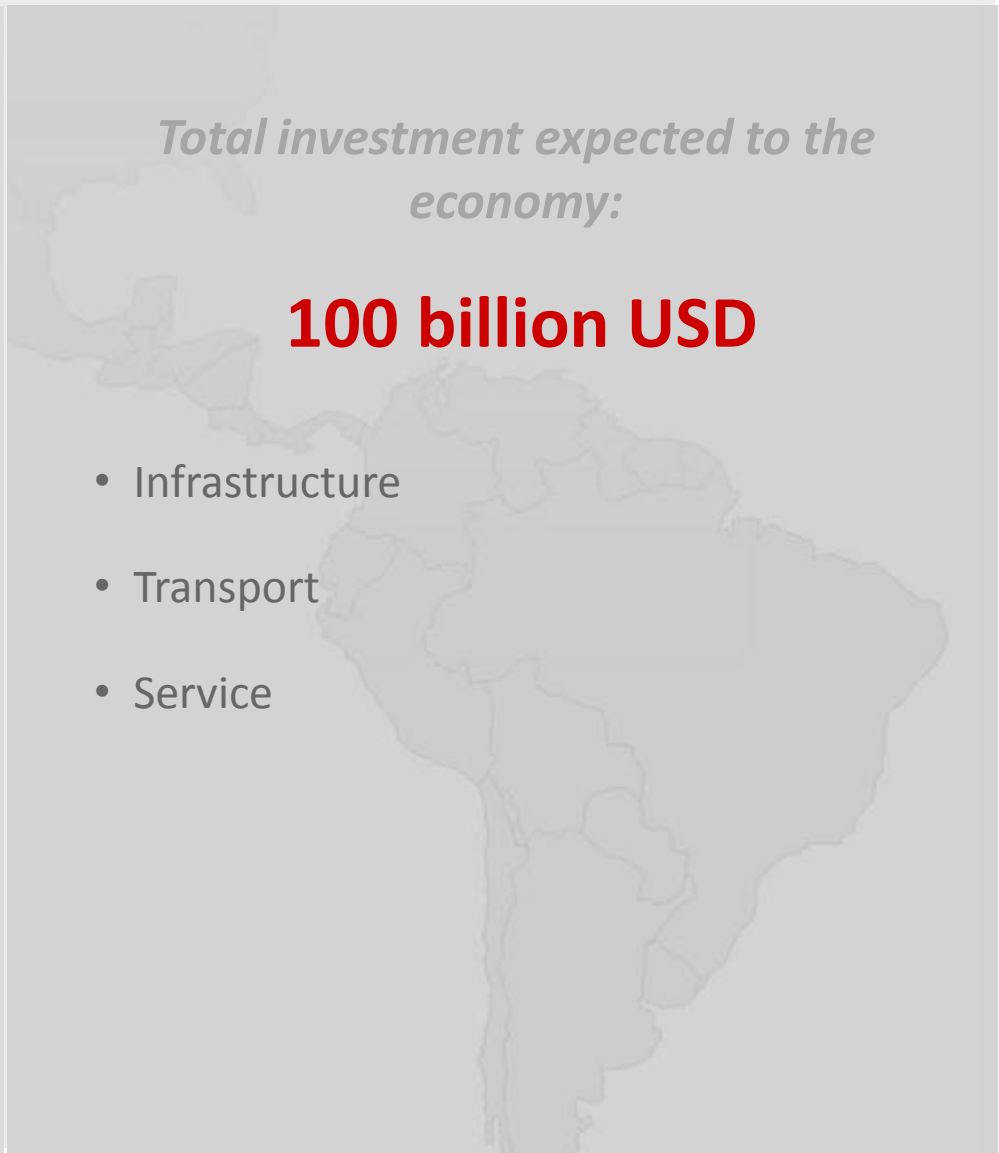 Total investment expected to the
economy:
100 billion USD
• Infrastructure
• Transport
• Service